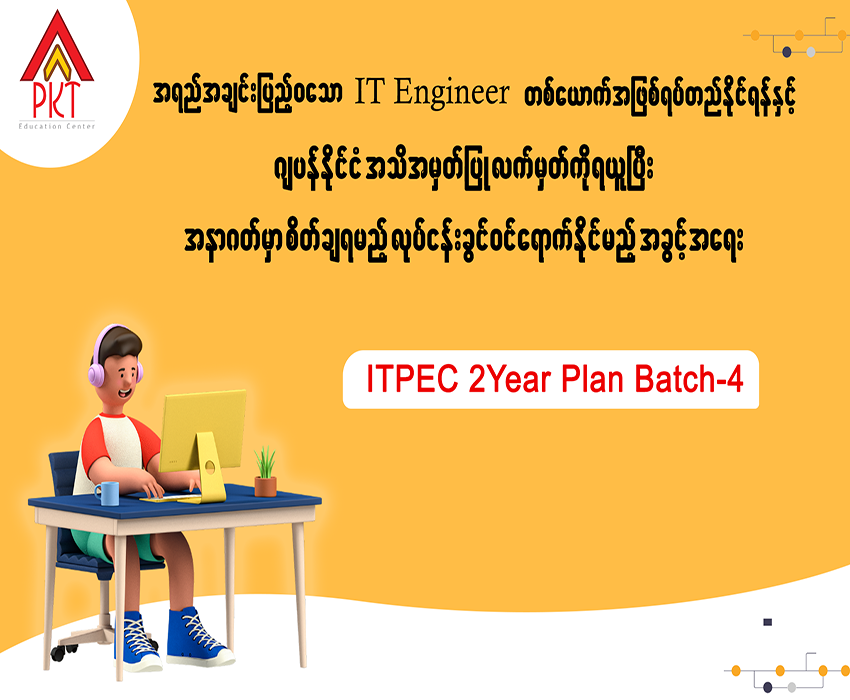 PKT
Education Center
အရည်အချင်းပြည့်ဝသော IT Engineer တစ်ယောက်အဖြစ်ရပ်တည်နိုင်ရန်နှင့်
ဂျပန်နိုင်ငံ အသိအမှတ်ပြုလက်မှတ်ကိုရယူပြီး
အနာဂတ်မှာ စိတ်ချရမည့် လုပ်ငန်းခွင်ဝင်ရောက်နိုင်မည့် အခွင့်အရေး
ITPEC 2Year Plan Batch-4